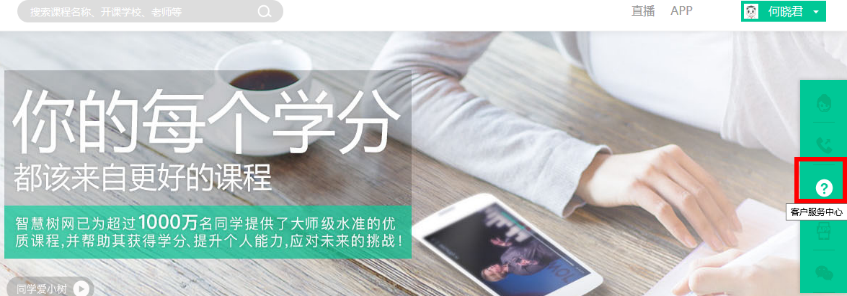 搜索课程名称、开课学校、老师等
直播 APP
何晓君
你的每个学分
都该来自更好的课程
智慧树网已为超过1000万名同学提供了大师级水准的优
质课程,并帮助其获得学分、提升个人能力,应对未来的挑战!
客户服务中心
同学爱小树